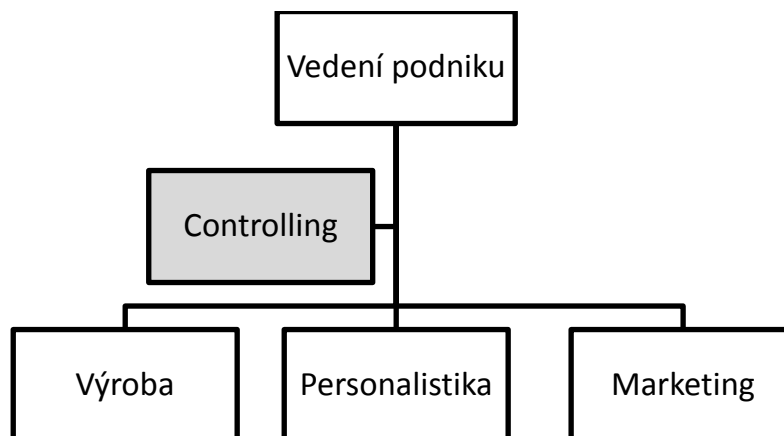 Vedení podniku
Controlling
Výroba
Personalistika
Marketing